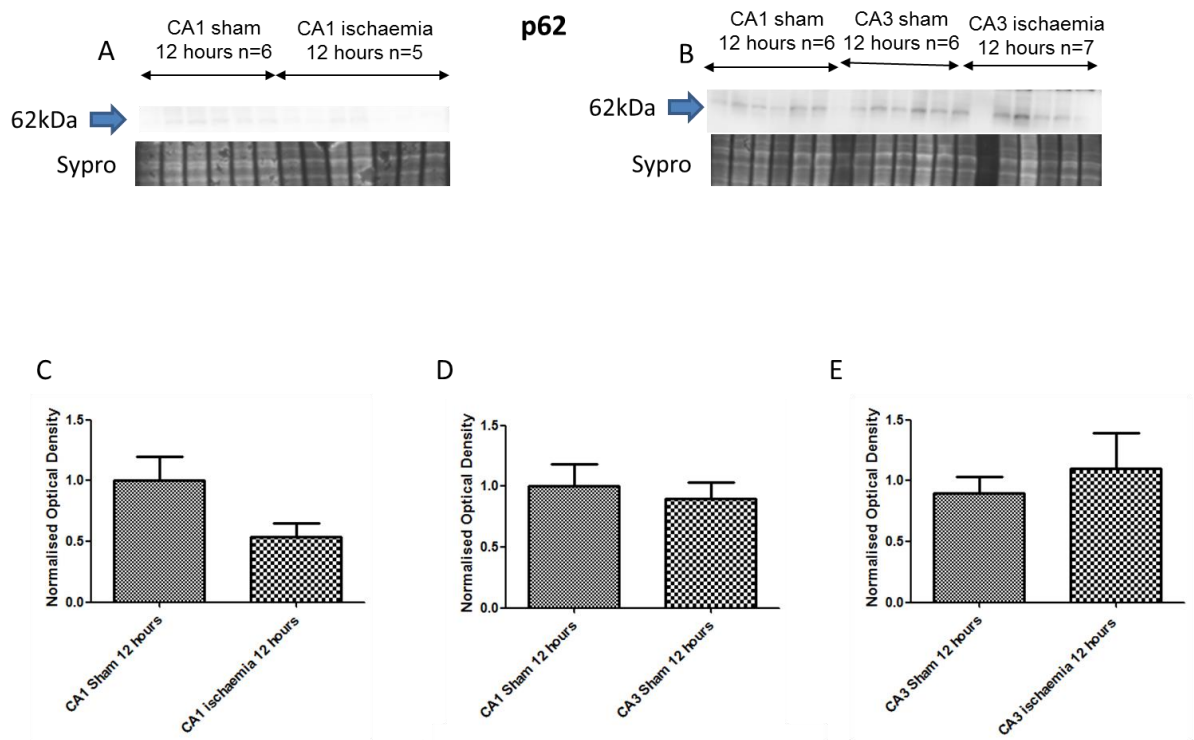 p62
A
CA1 sham
12 hours n=6
CA1 ischaemia
12 hours n=5
62kDa
Sypro
B
CA1 sham
12 hours n=6
CA3 sham
12 hours n=6
CA3 ischaemia
12 hours n=7
62kDa
Sypro
C
Normalised Optical Density
1.5
1.0
0.5
0.0
CA1 Sham 12 hours
CA1 ischaemia 12 hours
D
Normalised Optical Density
1.5
1.0
0.5
0.0
CA1 Sham 12 hours
CA3 Sham 12 hours
E
Normalised Optical Density
1.5
1.0
0.5
0.0
CA3 Sham 12 hours
CA3 ischaemia 12 hours